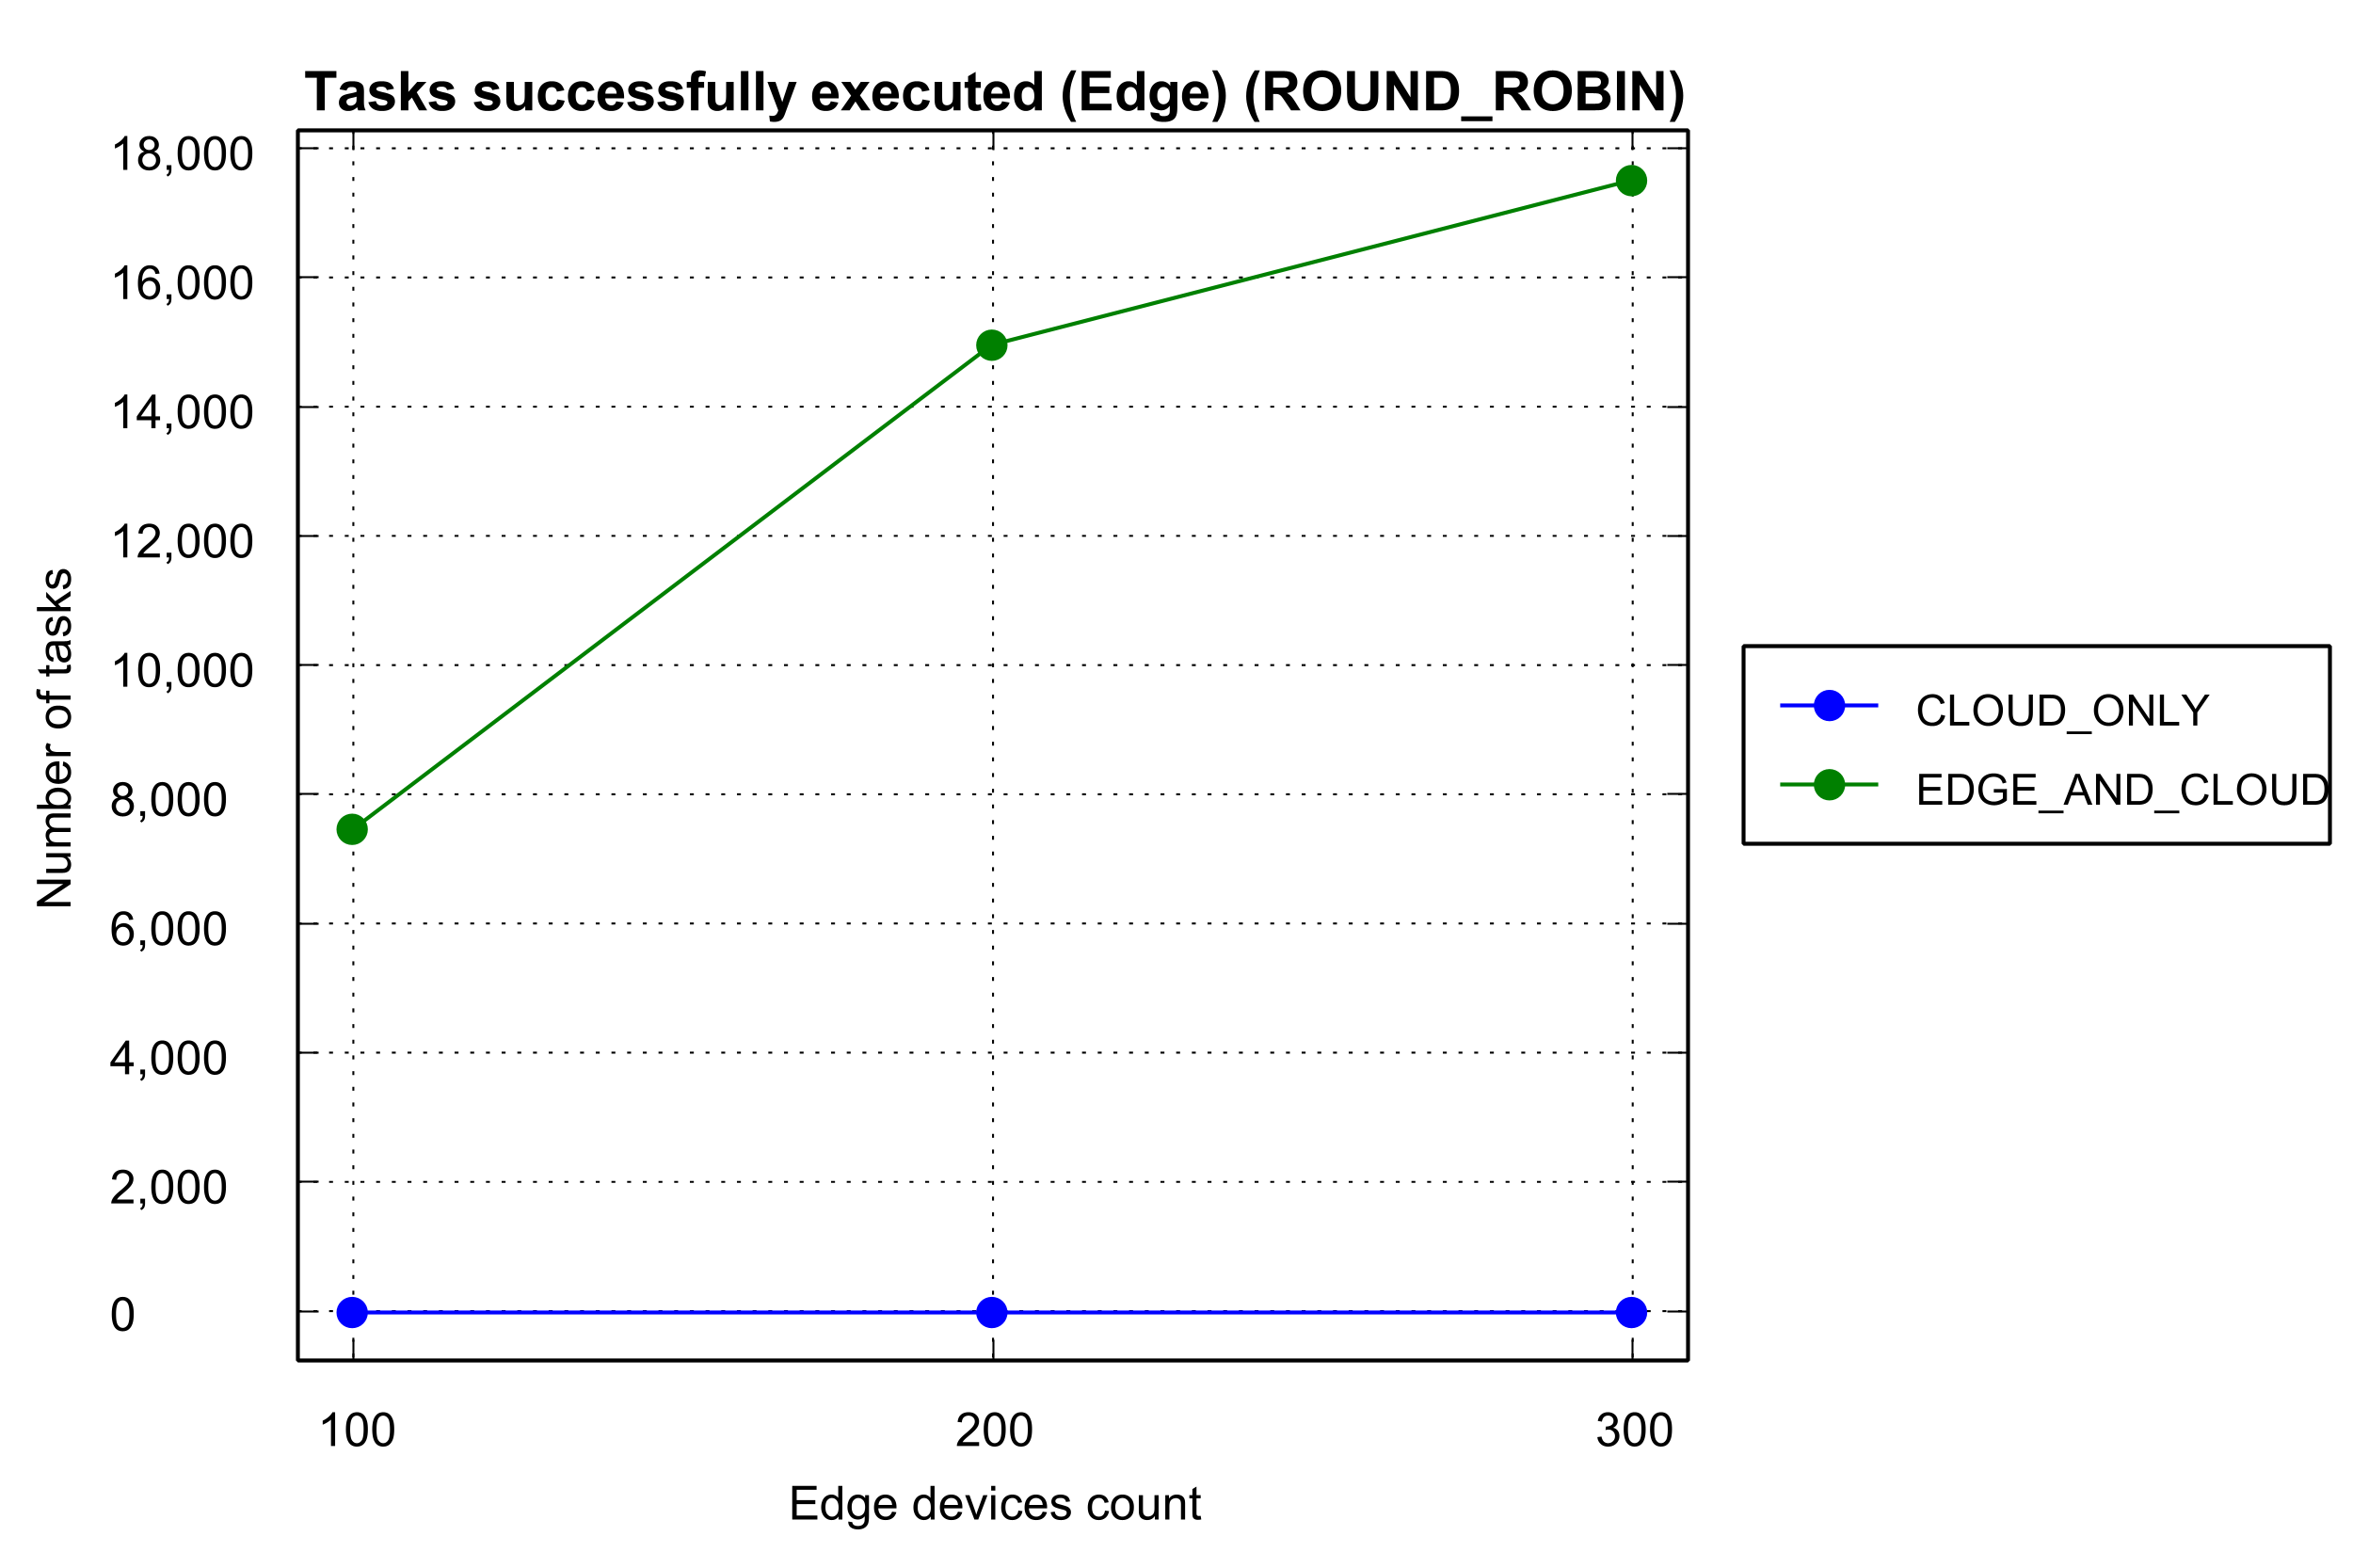 Tasks successfully executed (Edge) (ROUND_ROBIN)
18,000
16,000
14,000
12,000
10,000
8,000
6,000
4,000
2,000
0
Number of tasks
100 200 300
Edge devices count
CLOUD_ONLY
EDGE_AND_CLOUD